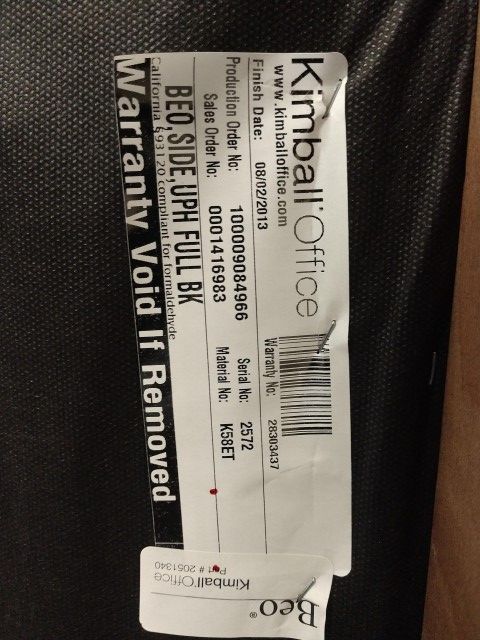 Kimball Office
www.kimballoffice.com
Finish Date: 08/02/2013
Warranty No: 28303437
Production Order No: 100009084966
Serial No: 2572
Sales Order No: 0001416983
Material No: K58ET
BEO,SIDE,UPH FULL BK
California 93120 compliant for formaldehyde
Warranty Void If Removed
Beo®
Kimball Office
Part # 2051340